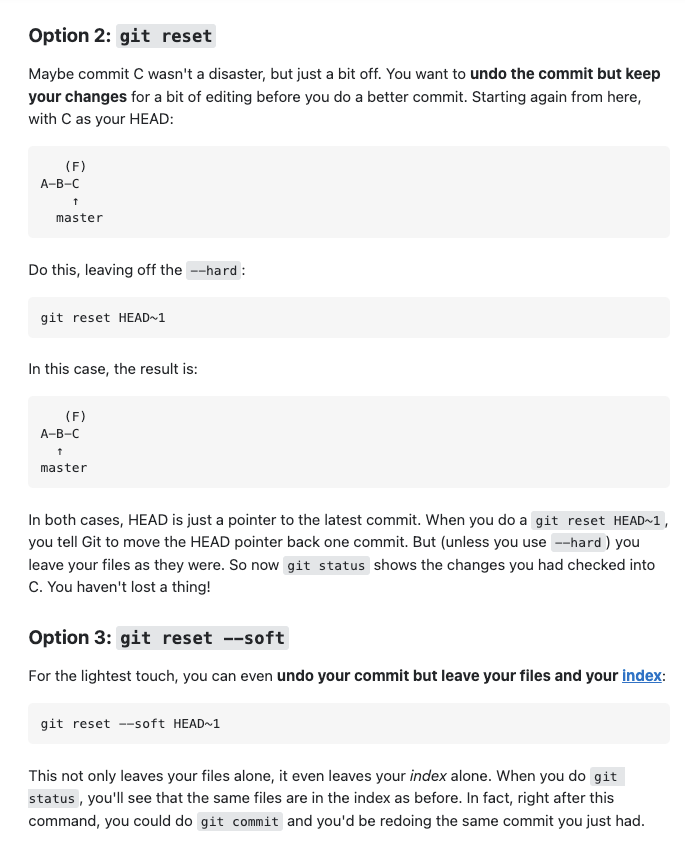 Option 2: git reset
Maybe commit C wasn't a disaster, but just a bit off. You want to undo the commit but keep
your changes for a bit of editing before you do a better commit. Starting again from here,
with C as your HEAD:
   (F)
A-B-C
    ↑
  master
Do this, leaving off the --hard:
git reset HEAD~1
In this case, the result is:
   (F)
A-B-C
  ↑
master
In both cases, HEAD is just a pointer to the latest commit. When you do a git reset HEAD~1,
you tell Git to move the HEAD pointer back one commit. But (unless you use --hard) you
leave your files as they were. So now git status shows the changes you had checked into
C. You haven't lost a thing!
Option 3: git reset --soft
For the lightest touch, you can even undo your commit but leave your files and your index:
git reset --soft HEAD~1
This not only leaves your files alone, it even leaves your index alone. When you do git
status, you'll see that the same files are in the index as before. In fact, right after this
command, you could do git commit and you'd be redoing the same commit you just had.